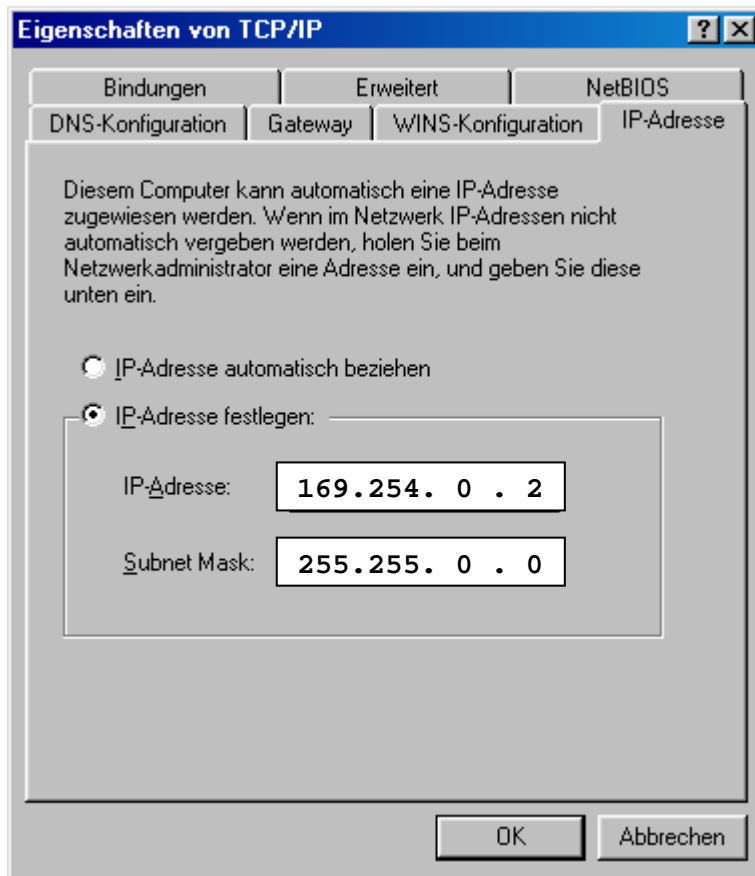 Eigenschaften von TCP/IP
Bindungen Erweitert NetBIOS
DNS-Konfiguration Gateway WINS-Konfiguration IP-Adresse
Diesem Computer kann automatisch eine IP-Adresse
zugewiesen werden. Wenn im Netzwerk IP-Adressen nicht
automatisch vergeben werden, holen Sie beim
Netzwerkadministrator eine Adresse ein, und geben Sie diese
unten ein.
IP-Adresse automatisch beziehen
IP-Adresse festlegen:
IP-Adresse: 169.254. 0 . 2
Subnet Mask: 255.255. 0 . 0
OK Abbrechen